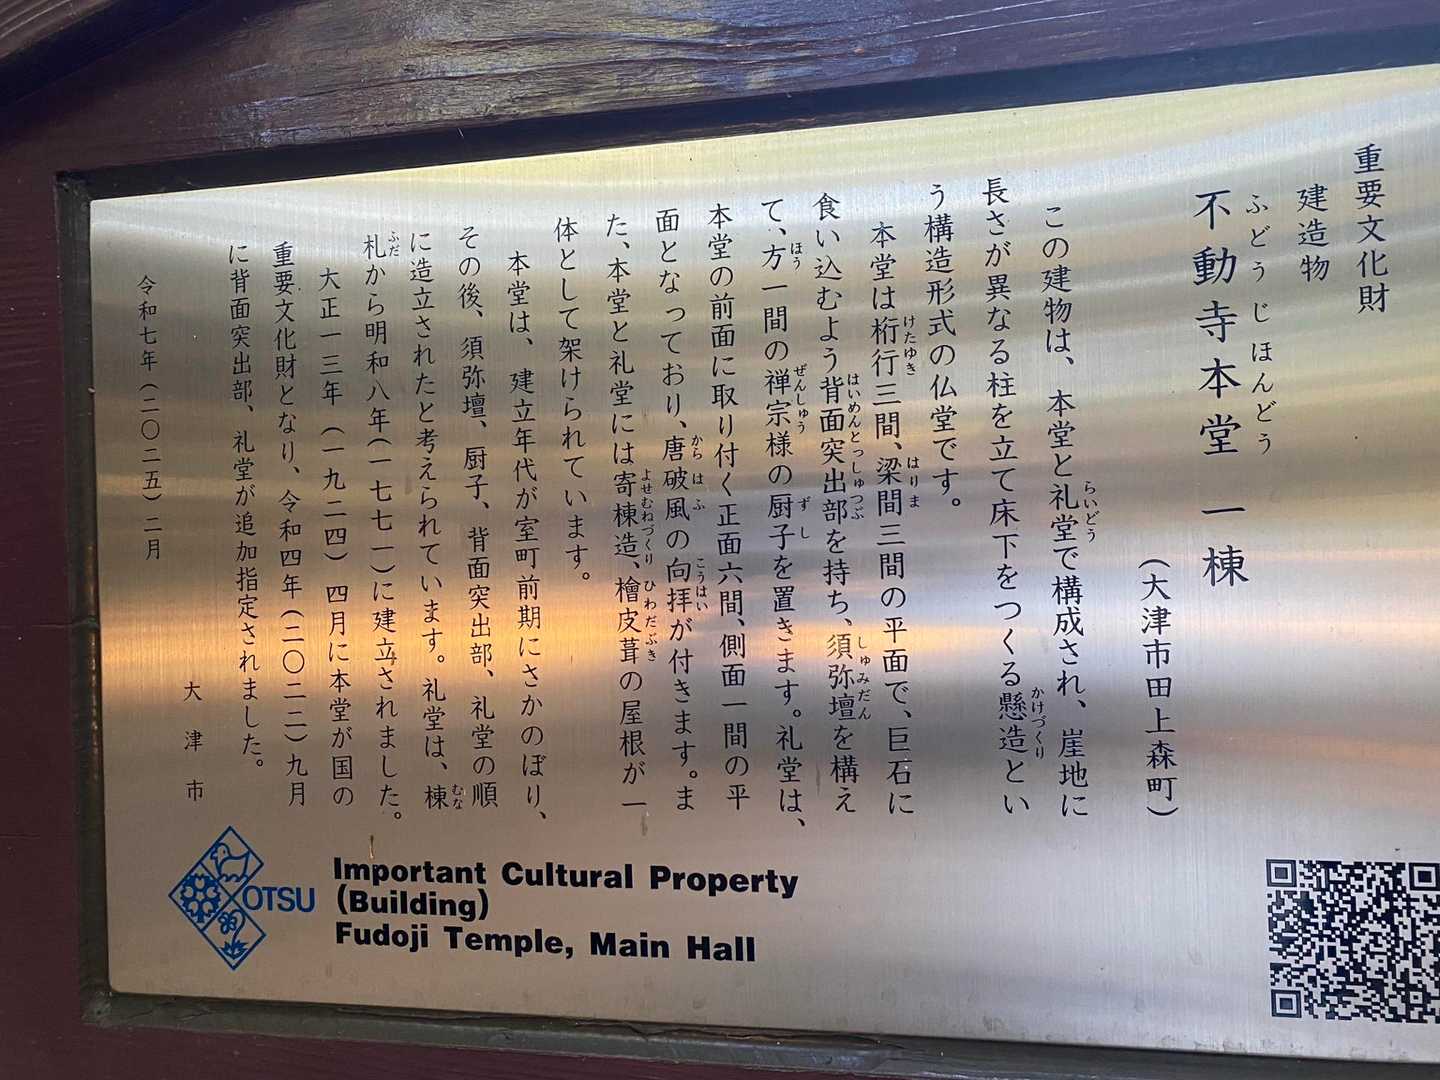 重要文化財
建造物
ふどうじほんどう
不動寺本堂 一棟
（大津市田上森町）
この建物は、本堂と礼堂で構成され、崖地に
長さが異なる柱を立て床下をつくる懸造とい
う構造形式の仏堂です。
本堂は桁行三間、梁間三間の平面で、巨石に
食い込むよう背面突出部を持ち、須弥壇を構え
て、方一間の禅宗様の厨子を置きます。礼堂は、
本堂の前面に取り付く正面六間、側面一間の平
面となっており、唐破風の向拝が付きます。ま
た、本堂と礼堂には寄棟造、檜皮葺の屋根が一
体として架けられています。
本堂は、建立年代が室町前期にさかのぼり、
その後、須弥壇、厨子、背面突出部、礼堂の順
に造立されたと考えられています。礼堂は、棟
札から明和八年（一七七一）に建立されました。
大正一三年（一九二四）四月に本堂が国の
重要文化財となり、令和四年（二〇二二）九月
に背面突出部、礼堂が追加指定されました。
令和七年（二〇二五）二月
大津市
OTSU
Important Cultural Property
(Building)
Fudoji Temple, Main Hall